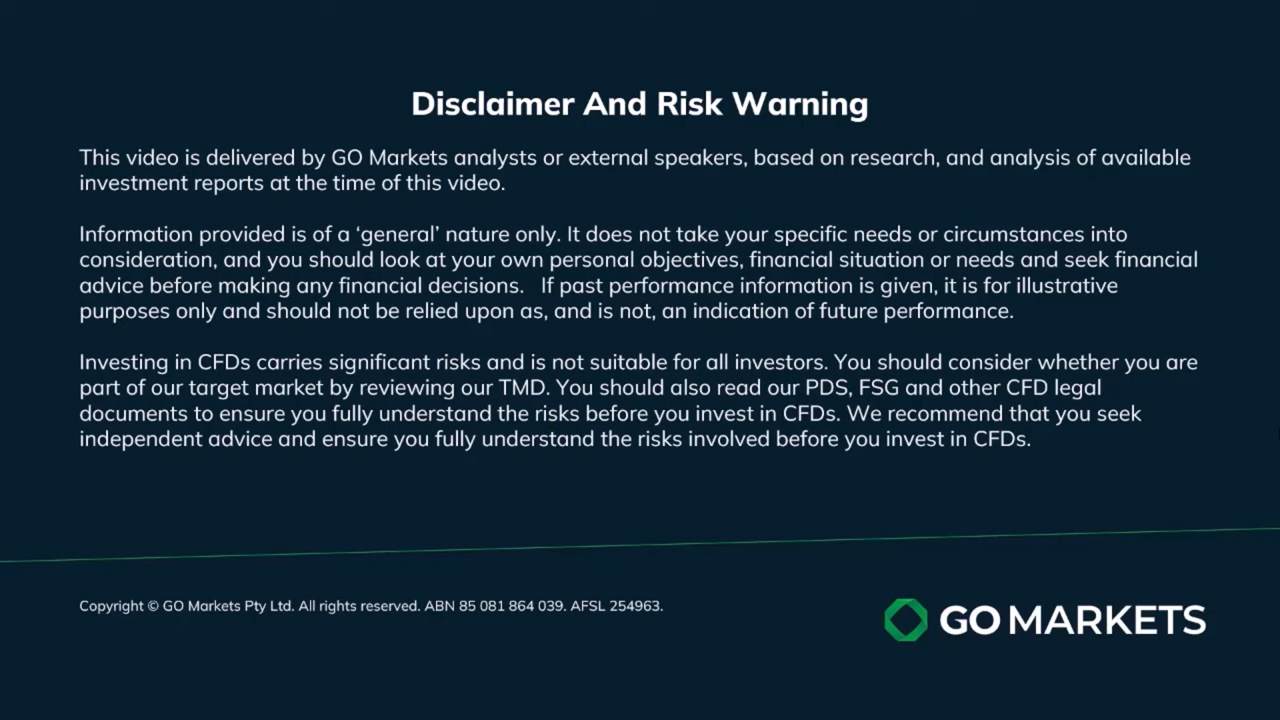 Disclaimer And Risk Warning
This video is delivered by GO Markets analysts or external speakers, based on research, and analysis of available
investment reports at the time of this video.
Information provided is of a ‘general’ nature only. It does not take your specific needs or circumstances into
consideration, and you should look at your own personal objectives, financial situation or needs and seek financial
advice before making any financial decisions.   If past performance information is given, it is for illustrative
purposes only and should not be relied upon as, and is not, an indication of future performance.
Investing in CFDs carries significant risks and is not suitable for all investors. You should consider whether you are
part of our target market by reviewing our TMD. You should also read our PDS, FSG and other CFD legal
documents to ensure you fully understand the risks before you invest in CFDs. We recommend that you seek
independent advice and ensure you fully understand the risks involved before you invest in CFDs.
Copyright © GO Markets Pty Ltd. All rights reserved. ABN 85 081 864 039. AFSL 254963.
GO MARKETS